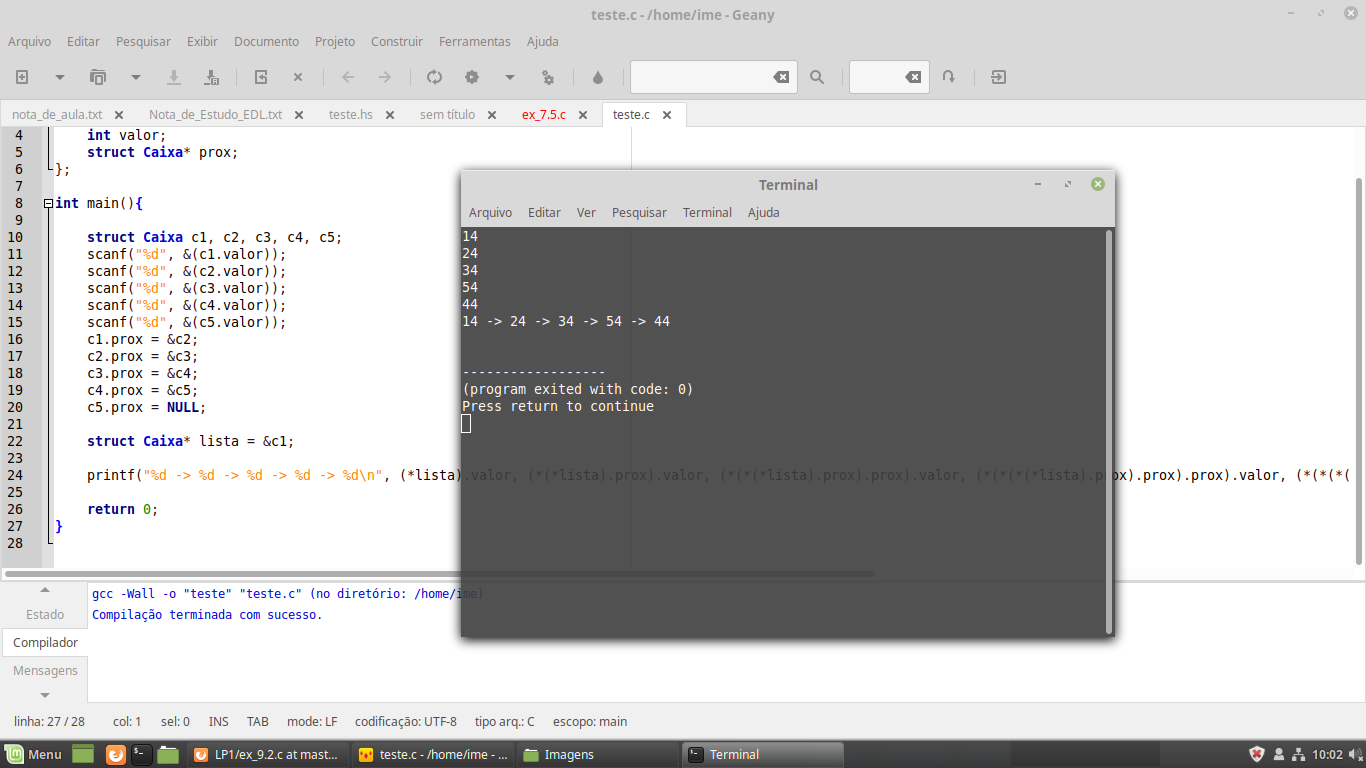 teste.c - /home/ime - Geany
Arquivo Editar Pesquisar Exibir Documento Projeto Construir Ferramentas Ajuda
nota_de_aula.txt Nota_de_Estudo_EDL.txt teste.hs sem título ex_7.5.c teste.c
4 int valor;
5 struct Caixa* prox;
6 };
7
8 int main(){
9
10 struct Caixa c1, c2, c3, c4, c5;
11 scanf("%d", &(c1.valor));
12 scanf("%d", &(c2.valor));
13 scanf("%d", &(c3.valor));
14 scanf("%d", &(c4.valor));
15 scanf("%d", &(c5.valor));
16 c1.prox = &c2;
17 c2.prox = &c3;
18 c3.prox = &c4;
19 c4.prox = &c5;
20 c5.prox = NULL;
21
22 struct Caixa* lista = &c1;
23
24 printf("%d -> %d -> %d -> %d -> %d\n", (*lista).valor, (*(*lista).prox).valor, (*(*(*lista).prox).prox).valor, (*(*(*(*lista).prox).prox).prox).valor, (*(*(*(
25
26 return 0;
27 }
28
Terminal
Arquivo Editar Ver Pesquisar Terminal Ajuda
14
24
34
54
44
14 -> 24 -> 34 -> 54 -> 44
------------------
(program exited with code: 0)
Press return to continue
Estado
Compilador
Mensagens
gcc -Wall -o "teste" "teste.c" (no diretório: /home/ime)
Compilação terminada com sucesso.
linha: 27 / 28 col: 1 sel: 0 INS TAB mode: LF codificação: UTF-8 tipo arq.: C escopo: main
Menu LP1/ex_9.2.c at mast... teste.c - /home/ime - ... Imagens Terminal 10:02